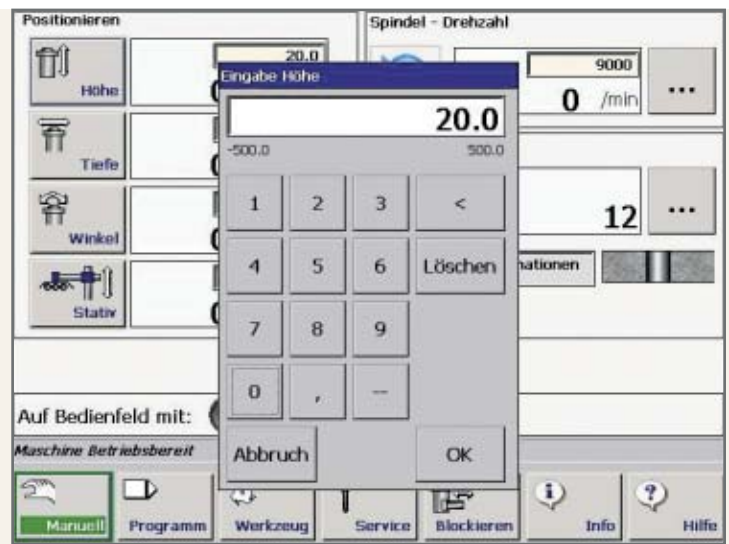 Positionieren
Spindel - Drehzahl
20.0
Höhe
9000
0 /min
...
Eingabe Höhe
20.0
-500.0 500.0
Tiefe
Winkel
Stativ
12
...
1 2 3 <
4 5 6 Löschen
7 8 9
0 , --
Abbruch OK
Auf Bedienfeld mit:
Maschine Betriebsbereit
Manuell Programm Werkzeug Service Blockieren Info Hilfe